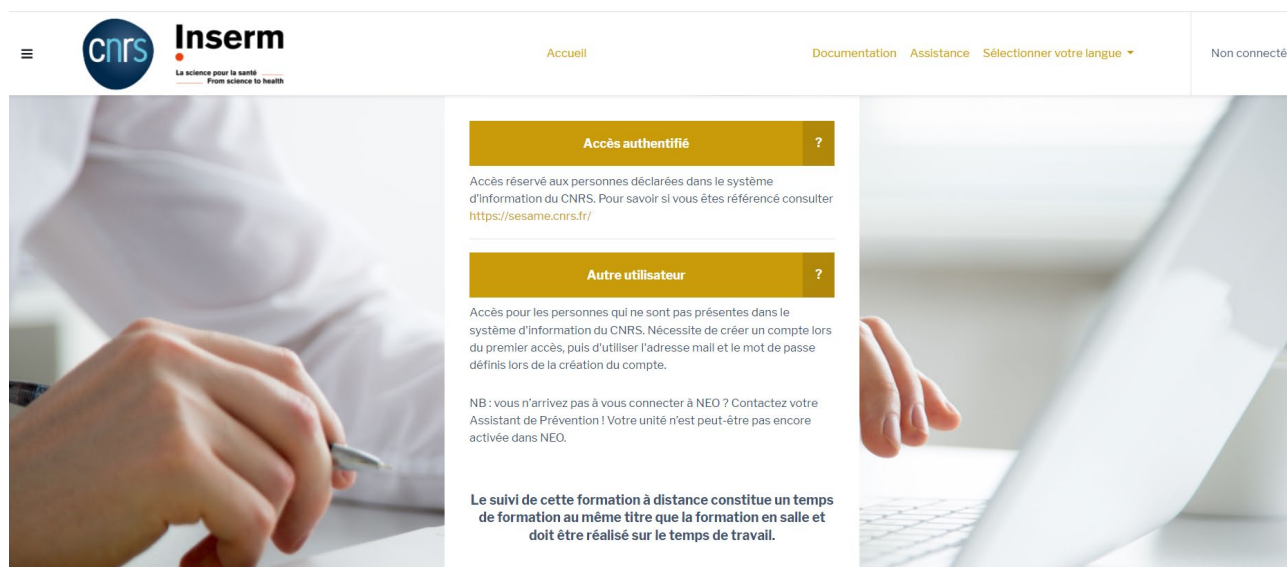 cnrs
Inserm
La science pour la santé
From science to health
Accueil
Documentation Assistance Sélectionner votre langue
Non connecté
Accès authentifié ?
Accès réservé aux personnes déclarées dans le système
d'information du CNRS. Pour savoir si vous êtes référencé consulter
https://sesame.cnrs.fr/
Autre utilisateur ?
Accès pour les personnes qui ne sont pas présentes dans le
système d'information du CNRS. Nécessite de créer un compte lors
du premier accès, puis d'utiliser l'adresse mail et le mot de passe
définis lors de la création du compte.
NB : vous n'arrivez pas à vous connecter à NEO ? Contactez votre
Assistant de Prévention ! Votre unité n'est peut-être pas encore
activée dans NEO.
Le suivi de cette formation à distance constitue un temps
de formation au même titre que la formation en salle et
doit être réalisé sur le temps de travail.